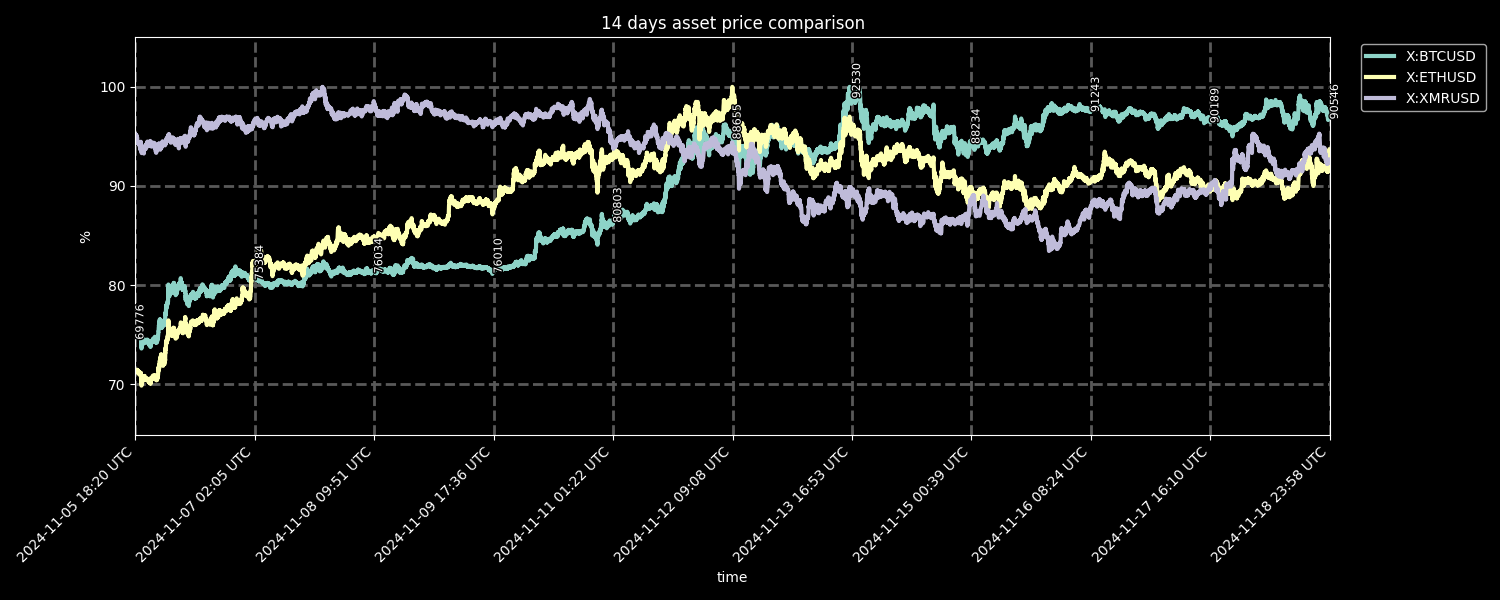 14 days asset price comparison
X:BTCUSD
X:ETHUSD
X:XMRUSD
%
100
90
80
70
69776
75384
76034
76010
80803
88655
92530
88234
91243
90189
90546
2024-11-05 18:20 UTC
2024-11-07 02:05 UTC
2024-11-08 09:51 UTC
2024-11-09 17:36 UTC
2024-11-11 01:22 UTC
2024-11-12 09:08 UTC
2024-11-13 16:53 UTC
2024-11-15 00:39 UTC
2024-11-16 08:24 UTC
2024-11-17 16:10 UTC
2024-11-18 23:58 UTC
time